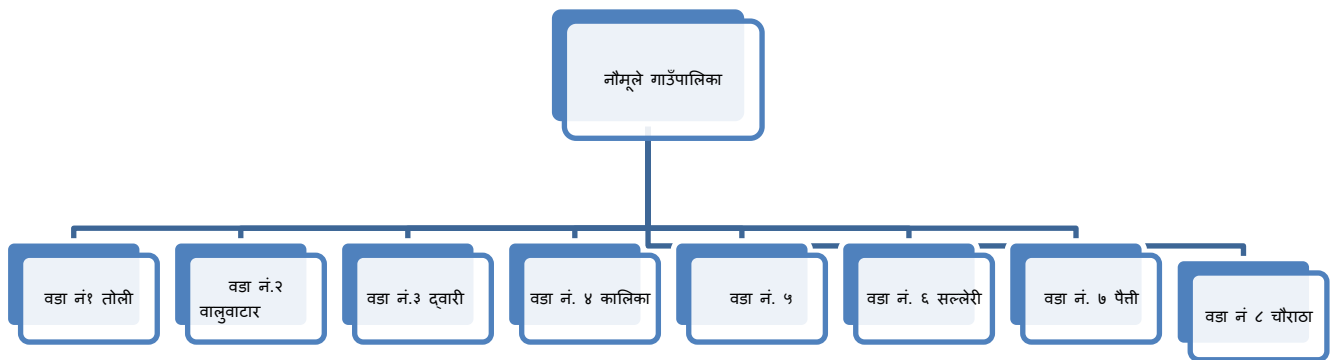 नौमूले गाउँपालिका
वडा नं१ तोली
वडा नं.२
वालुवाटार
वडा नं.३ द्वारी
वडा नं. ४ कालिका
वडा नं. ५
वडा नं. ६ सल्लेरी
वडा नं. ७ पैत्ती
वडा नं ८ चौराठा